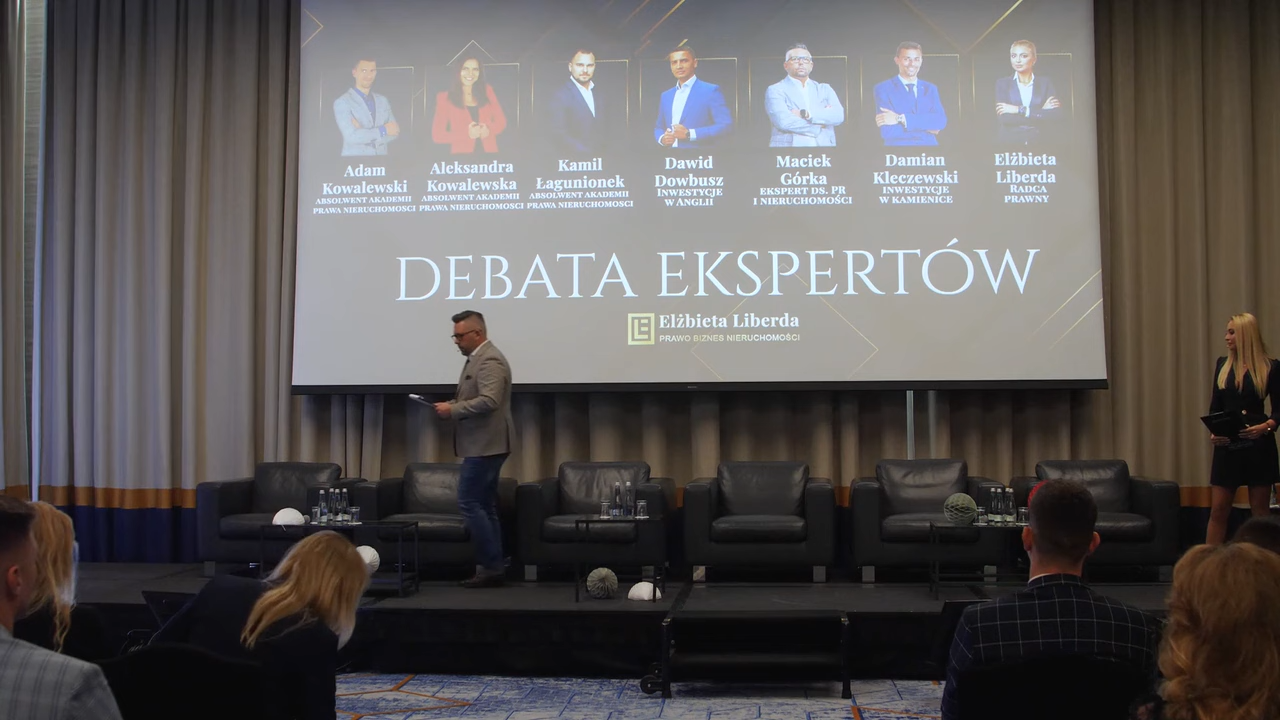 Adam
Kowalewski
ABSOLWENT AKADEMII
PRAWA NIERUCHOMOŚCI
Aleksandra
Kowalewska
ABSOLWENT AKADEMII
PRAWA NIERUCHOMOŚCI
Kamil
Łagunionek
ABSOLWENT AKADEMII
PRAWA NIERUCHOMOŚCI
Dawid
Dowbusz
INWESTYCJE
W ANGLII
Maciek
Górka
EKSPERT DS. PR
I NIERUCHOMOŚCI
Damian
Kleczewski
INWESTYCJE
W KAMIENICE
Elżbieta
Liberda
RADCA
PRAWNY
DEBATA EKSPERTÓW
Elżbieta Liberda
PRAWO BIZNES NIERUCHOMOŚCI